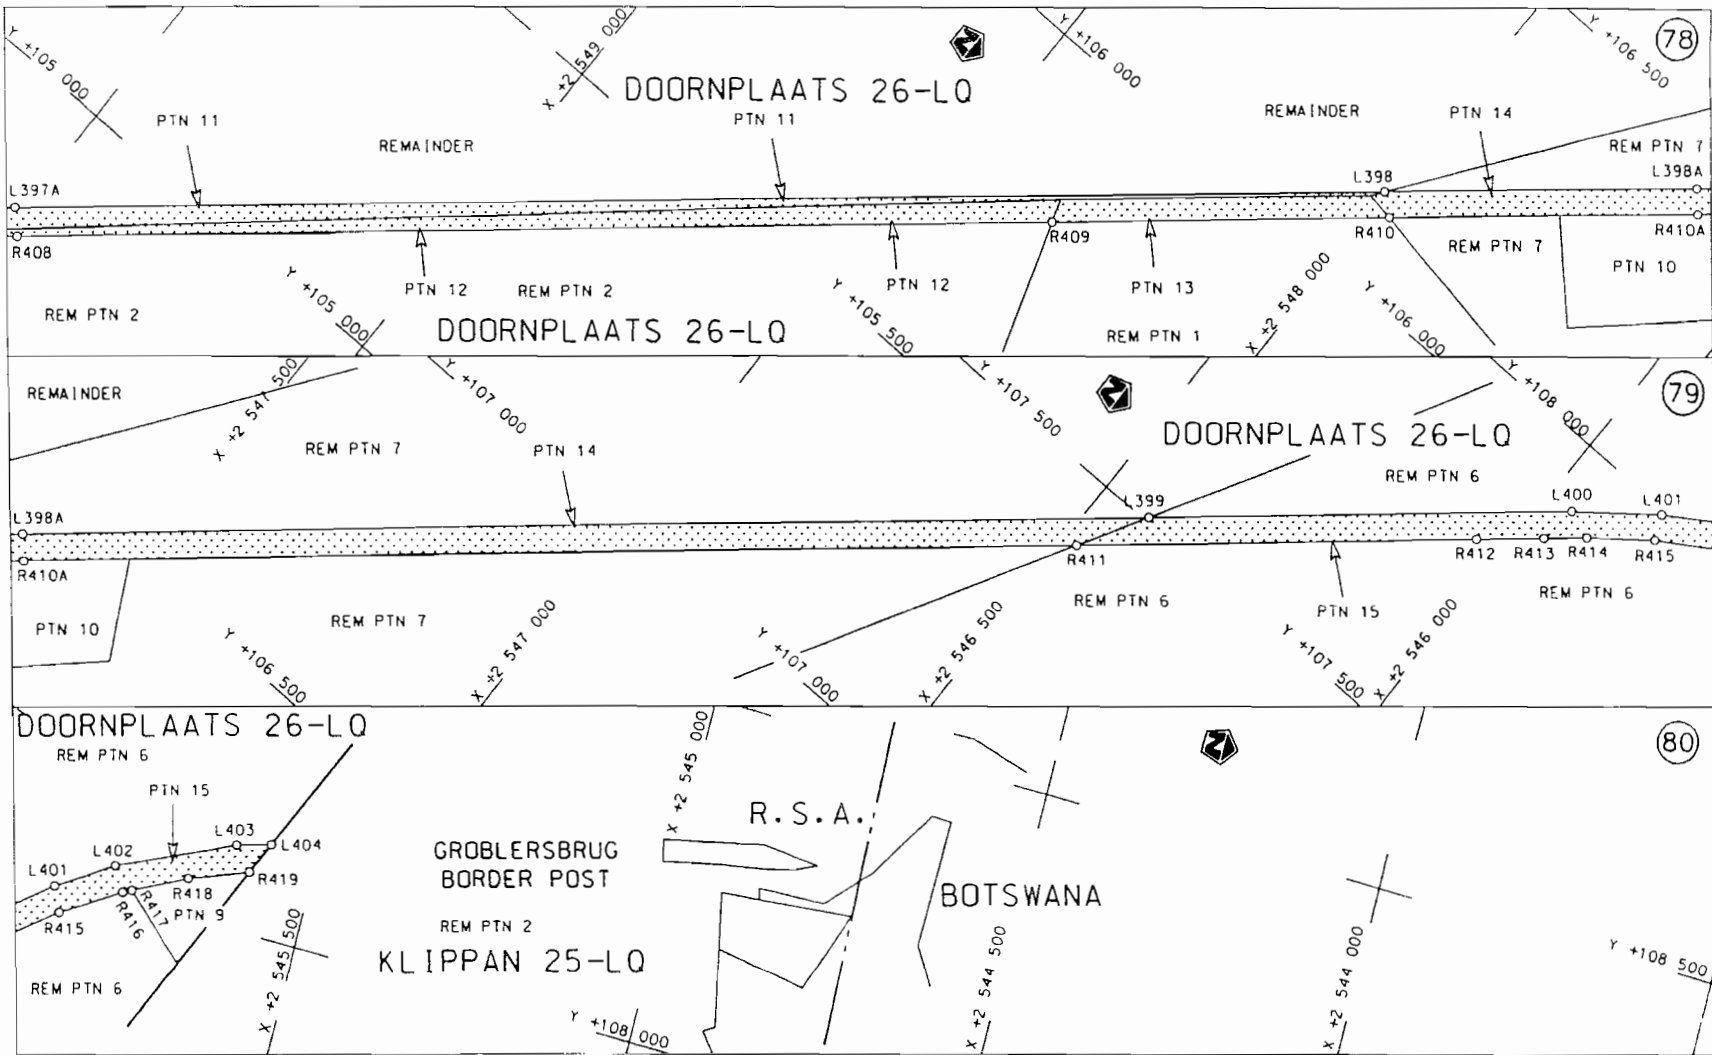 78
Y +105 000
X +2 549 000
Y +106 000
Y +106 500
DOORNPLAATS 26-LQ
PTN 11
PTN 11
REMAINDER
PTN 14
REMAINDER
REM PTN 7
L397A
L398
L398A
R408
R409
R410
R410A
REM PTN 7
PTN 10
PTN 12
REM PTN 2
PTN 12
PTN 13
REM PTN 2
Y +105 000
Y +105 500
X +2 548 000
Y +106 000
DOORNPLAATS 26-LQ
REM PTN 1
79
REMAINDER
X +2 547 500
Y +107 000
Y +107 500
Y +108 000
DOORNPLAATS 26-LQ
REM PTN 7
PTN 14
REM PTN 6
L398A
L399
L400
L401
R410A
R411
R412
R413
R414
R415
REM PTN 6
REM PTN 6
PTN 15
PTN 10
REM PTN 7
Y +106 500
X +2 547 000
Y +107 000
X +2 546 500
Y +107 500
X +2 546 000
80
DOORNPLAATS 26-LQ
REM PTN 6
PTN 15
X +2 545 000
R.S.A.
L401
L402
L403
L404
GROBLERSBRUG
BORDER POST
R415
R416
R417
R418
R419
PTN 9
BOTSWANA
REM PTN 2
KLIPPAN 25-LQ
REM PTN 6
X +2 545 500
Y +108 000
X +2 544 500
X +2 544 000
Y +108 500